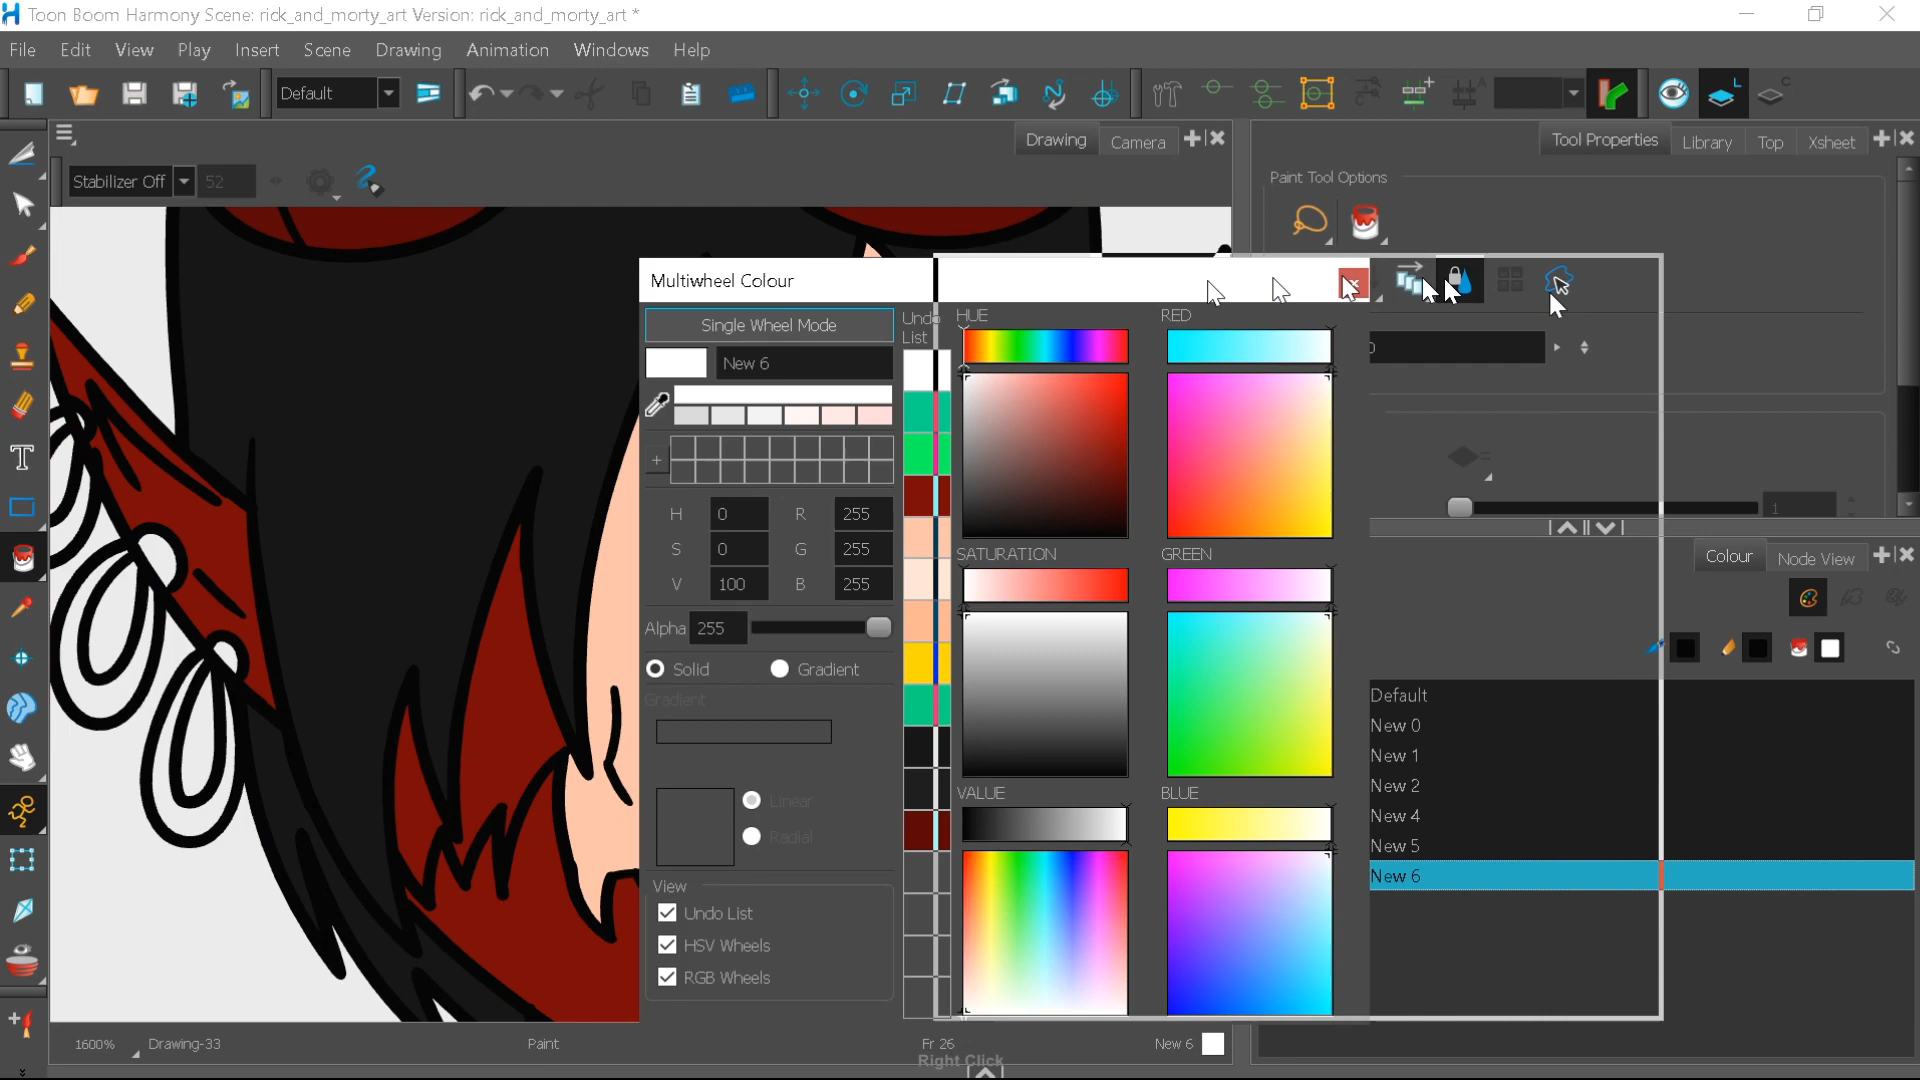 Toon Boom Harmony Scene: rick_and_morty_art Version: rick_and_morty_art *
File Edit View Play Insert Scene Drawing Animation Windows Help
Default
Drawing Camera
Tool Properties Library Top Xsheet
Stabilizer Off 52
Paint Tool Options
Multiwheel Colour
Single Wheel Mode
Undo List
HUE RED
New 6
0
H 0 R 255
S 0 G 255
V 100 B 255
1
SATURATION GREEN
Colour Node View
Alpha 255
Solid Gradient
Gradient
Default
New 0
New 1
New 2
New 4
New 5
New 6
VALUE BLUE
Linear
Radial
View
Undo List
HSV Wheels
RGB Wheels
1600% Drawing-33 Paint Fr 26 New 6
Right Click